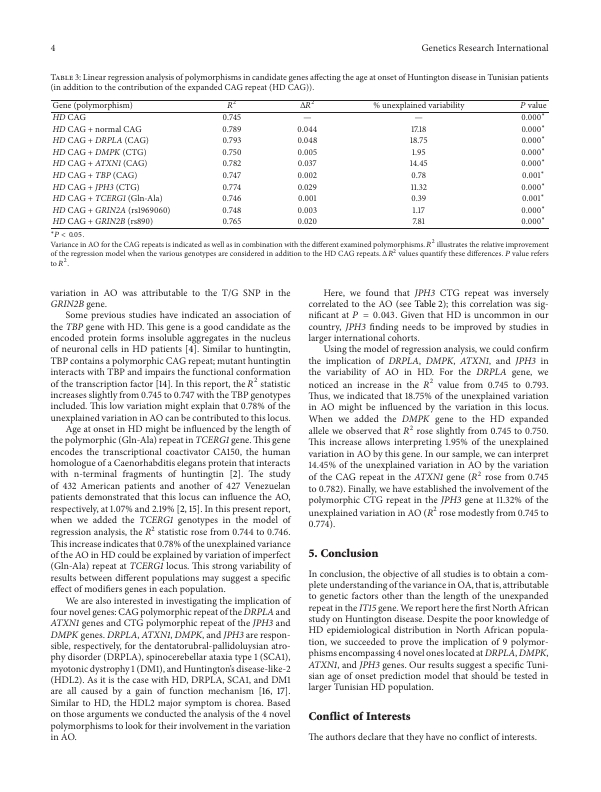 4
Genetics Research International
Table 3: Linear regression analysis of polymorphisms in candidate genes affecting the age at onset of Huntington disease in Tunisian patients
(in addition to the contribution of the expanded CAG repeat (HD CAG)).
Gene (polymorphism) R² ΔR² % unexplained variability P value
HD CAG 0.745 — — 0.000*
HD CAG + normal CAG 0.789 0.044 17.18 0.000*
HD CAG + DRPLA (CAG) 0.793 0.048 18.75 0.000*
HD CAG + DMPK (CTG) 0.750 0.005 1.95 0.000*
HD CAG + ATXN1 (CAG) 0.782 0.037 14.45 0.000*
HD CAG + TBP (CAG) 0.747 0.002 0.78 0.001*
HD CAG + JPH3 (CTG) 0.774 0.029 11.32 0.000*
HD CAG + TCERG1 (Gln-Ala) 0.746 0.001 0.39 0.001*
HD CAG + GRIN2A (rs1969060) 0.748 0.003 1.17 0.000*
HD CAG + GRIN2B (rs890) 0.765 0.020 7.81 0.000*
*P < 0.05.
Variance in AO for the CAG repeats is indicated as well as in combination with the different examined polymorphisms. R² illustrates the relative improvement
of the regression model when the various genotypes are considered in addition to the HD CAG repeats. ΔR² values quantify these differences. P value refers
to R².
variation in AO was attributable to the T/G SNP in the
GRIN2B gene.
Some previous studies have indicated an association of
the TBP gene with HD. This gene is a good candidate as the
encoded protein forms insoluble aggregates in the nucleus
of neuronal cells in HD patients [4]. Similar to huntingtin,
TBP contains a polymorphic CAG repeat; mutant huntingtin
interacts with TBP and impairs the functional conformation
of the transcription factor [14]. In this report, the R² statistic
increases slightly from 0.745 to 0.747 with the TBP genotypes
included. This low variation might explain that 0.78% of the
unexplained variation in AO can be contributed to this locus.
Age at onset in HD might be influenced by the length of
the polymorphic (Gln-Ala) repeat in TCERG1 gene. This gene
encodes the transcriptional coactivator CA150, the human
homologue of a Caenorhabditis elegans protein that interacts
with n-terminal fragments of huntingtin [2]. The study
of 432 American patients and another of 427 Venezuelan
patients demonstrated that this locus can influence the AO,
respectively, at 1.07% and 2.19% [2, 15]. In this present report,
when we added the TCERG1 genotypes in the model of
regression analysis, the R² statistic rose from 0.744 to 0.746.
This increase indicates that 0.78% of the unexplained variance
of the AO in HD could be explained by variation of imperfect
(Gln-Ala) repeat at TCERG1 locus. This strong variability of
results between different populations may suggest a specific
effect of modifiers genes in each population.
We are also interested in investigating the implication of
four novel genes: CAG polymorphic repeat of the DRPLA and
ATXN1 genes and CTG polymorphic repeat of the JPH3 and
DMPK genes. DRPLA, ATXN1, DMPK, and JPH3 are respon-
sible, respectively, for the dentatorubral-pallidoluysian atro-
phy disorder (DRPLA), spinocerebellar ataxia type 1 (SCA1),
myotonic dystrophy 1 (DM1), and Huntington's disease-like-2
(HDL2). As it is the case with HD, DRPLA, SCA1, and DM1
are all caused by a gain of function mechanism [16, 17].
Similar to HD, the HDL2 major symptom is chorea. Based
on those arguments we conducted the analysis of the 4 novel
polymorphisms to look for their involvement in the variation
in AO.
Here, we found that JPH3 CTG repeat was inversely
correlated to the AO (see Table 2); this correlation was sig-
nificant at P = 0.043. Given that HD is uncommon in our
country, JPH3 finding needs to be improved by studies in
larger international cohorts.
Using the model of regression analysis, we could confirm
the implication of DRPLA, DMPK, ATXN1, and JPH3 in
the variability of AO in HD. For the DRPLA gene, we
noticed an increase in the R² value from 0.745 to 0.793.
Thus, we indicated that 18.75% of the unexplained variation
in AO might be influenced by the variation in this locus.
When we added the DMPK gene to the HD expanded
allele we observed that R² rose slightly from 0.745 to 0.750.
This increase allows interpreting 1.95% of the unexplained
variation in AO by this gene. In our sample, we can interpret
14.45% of the unexplained variation in AO by the variation
of the CAG repeat in the ATXN1 gene (R² rose from 0.745
to 0.782). Finally, we have established the involvement of the
polymorphic CTG repeat in the JPH3 gene at 11.32% of the
unexplained variation in AO (R² rose modestly from 0.745 to
0.774).
5. Conclusion
In conclusion, the objective of all studies is to obtain a com-
plete understanding of the variance in OA, that is, attributable
to genetic factors other than the length of the unexpanded
repeat in the IT15 gene. We report here the first North African
study on Huntington disease. Despite the poor knowledge of
HD epidemiological distribution in North African popula-
tion, we succeeded to prove the implication of 9 polymor-
phisms encompassing 4 novel ones located at DRPLA, DMPK,
ATXN1, and JPH3 genes. Our results suggest a specific Tuni-
sian age of onset prediction model that should be tested in
larger Tunisian HD population.
Conflict of Interests
The authors declare that they have no conflict of interests.